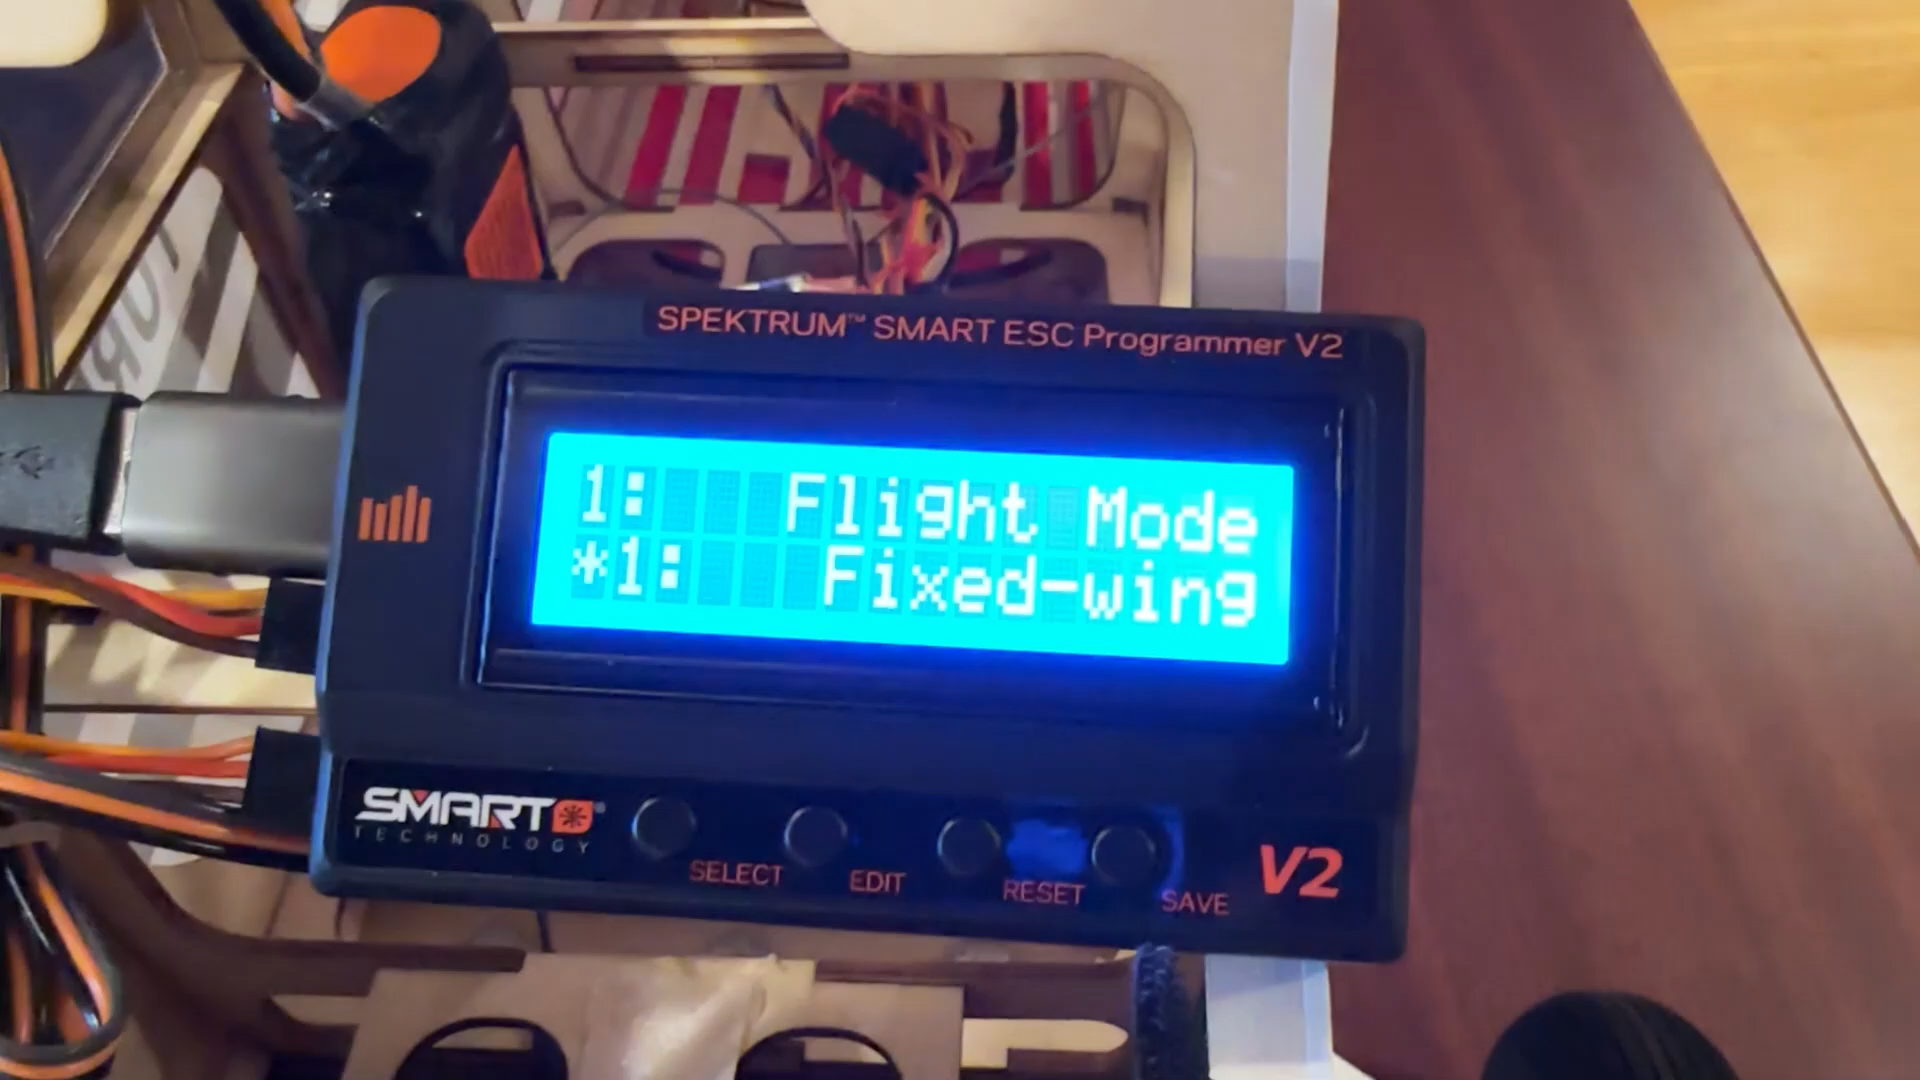 SPEKTRUM™ SMART ESC Programmer V2
1: Flight Mode
*1: Fixed-wing
SMART
TECHNOLOGY
SELECT
EDIT
RESET
SAVE
V2